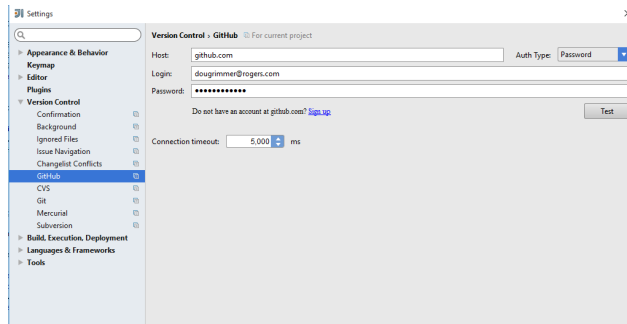 Settings
Version Control › GitHub For current project
Appearance & Behavior
Keymap
Editor
Plugins
Version Control
Confirmation
Background
Ignored Files
Issue Navigation
Changelist Conflicts
GitHub
CVS
Git
Mercurial
Subversion
Build, Execution, Deployment
Languages & Frameworks
Tools
Host: github.com Auth Type: Password
Login: dougrimmer@rogers.com
Password: ••••••••••••
Do not have an account at github.com? Sign up
Test
Connection timeout: 5,000 ms